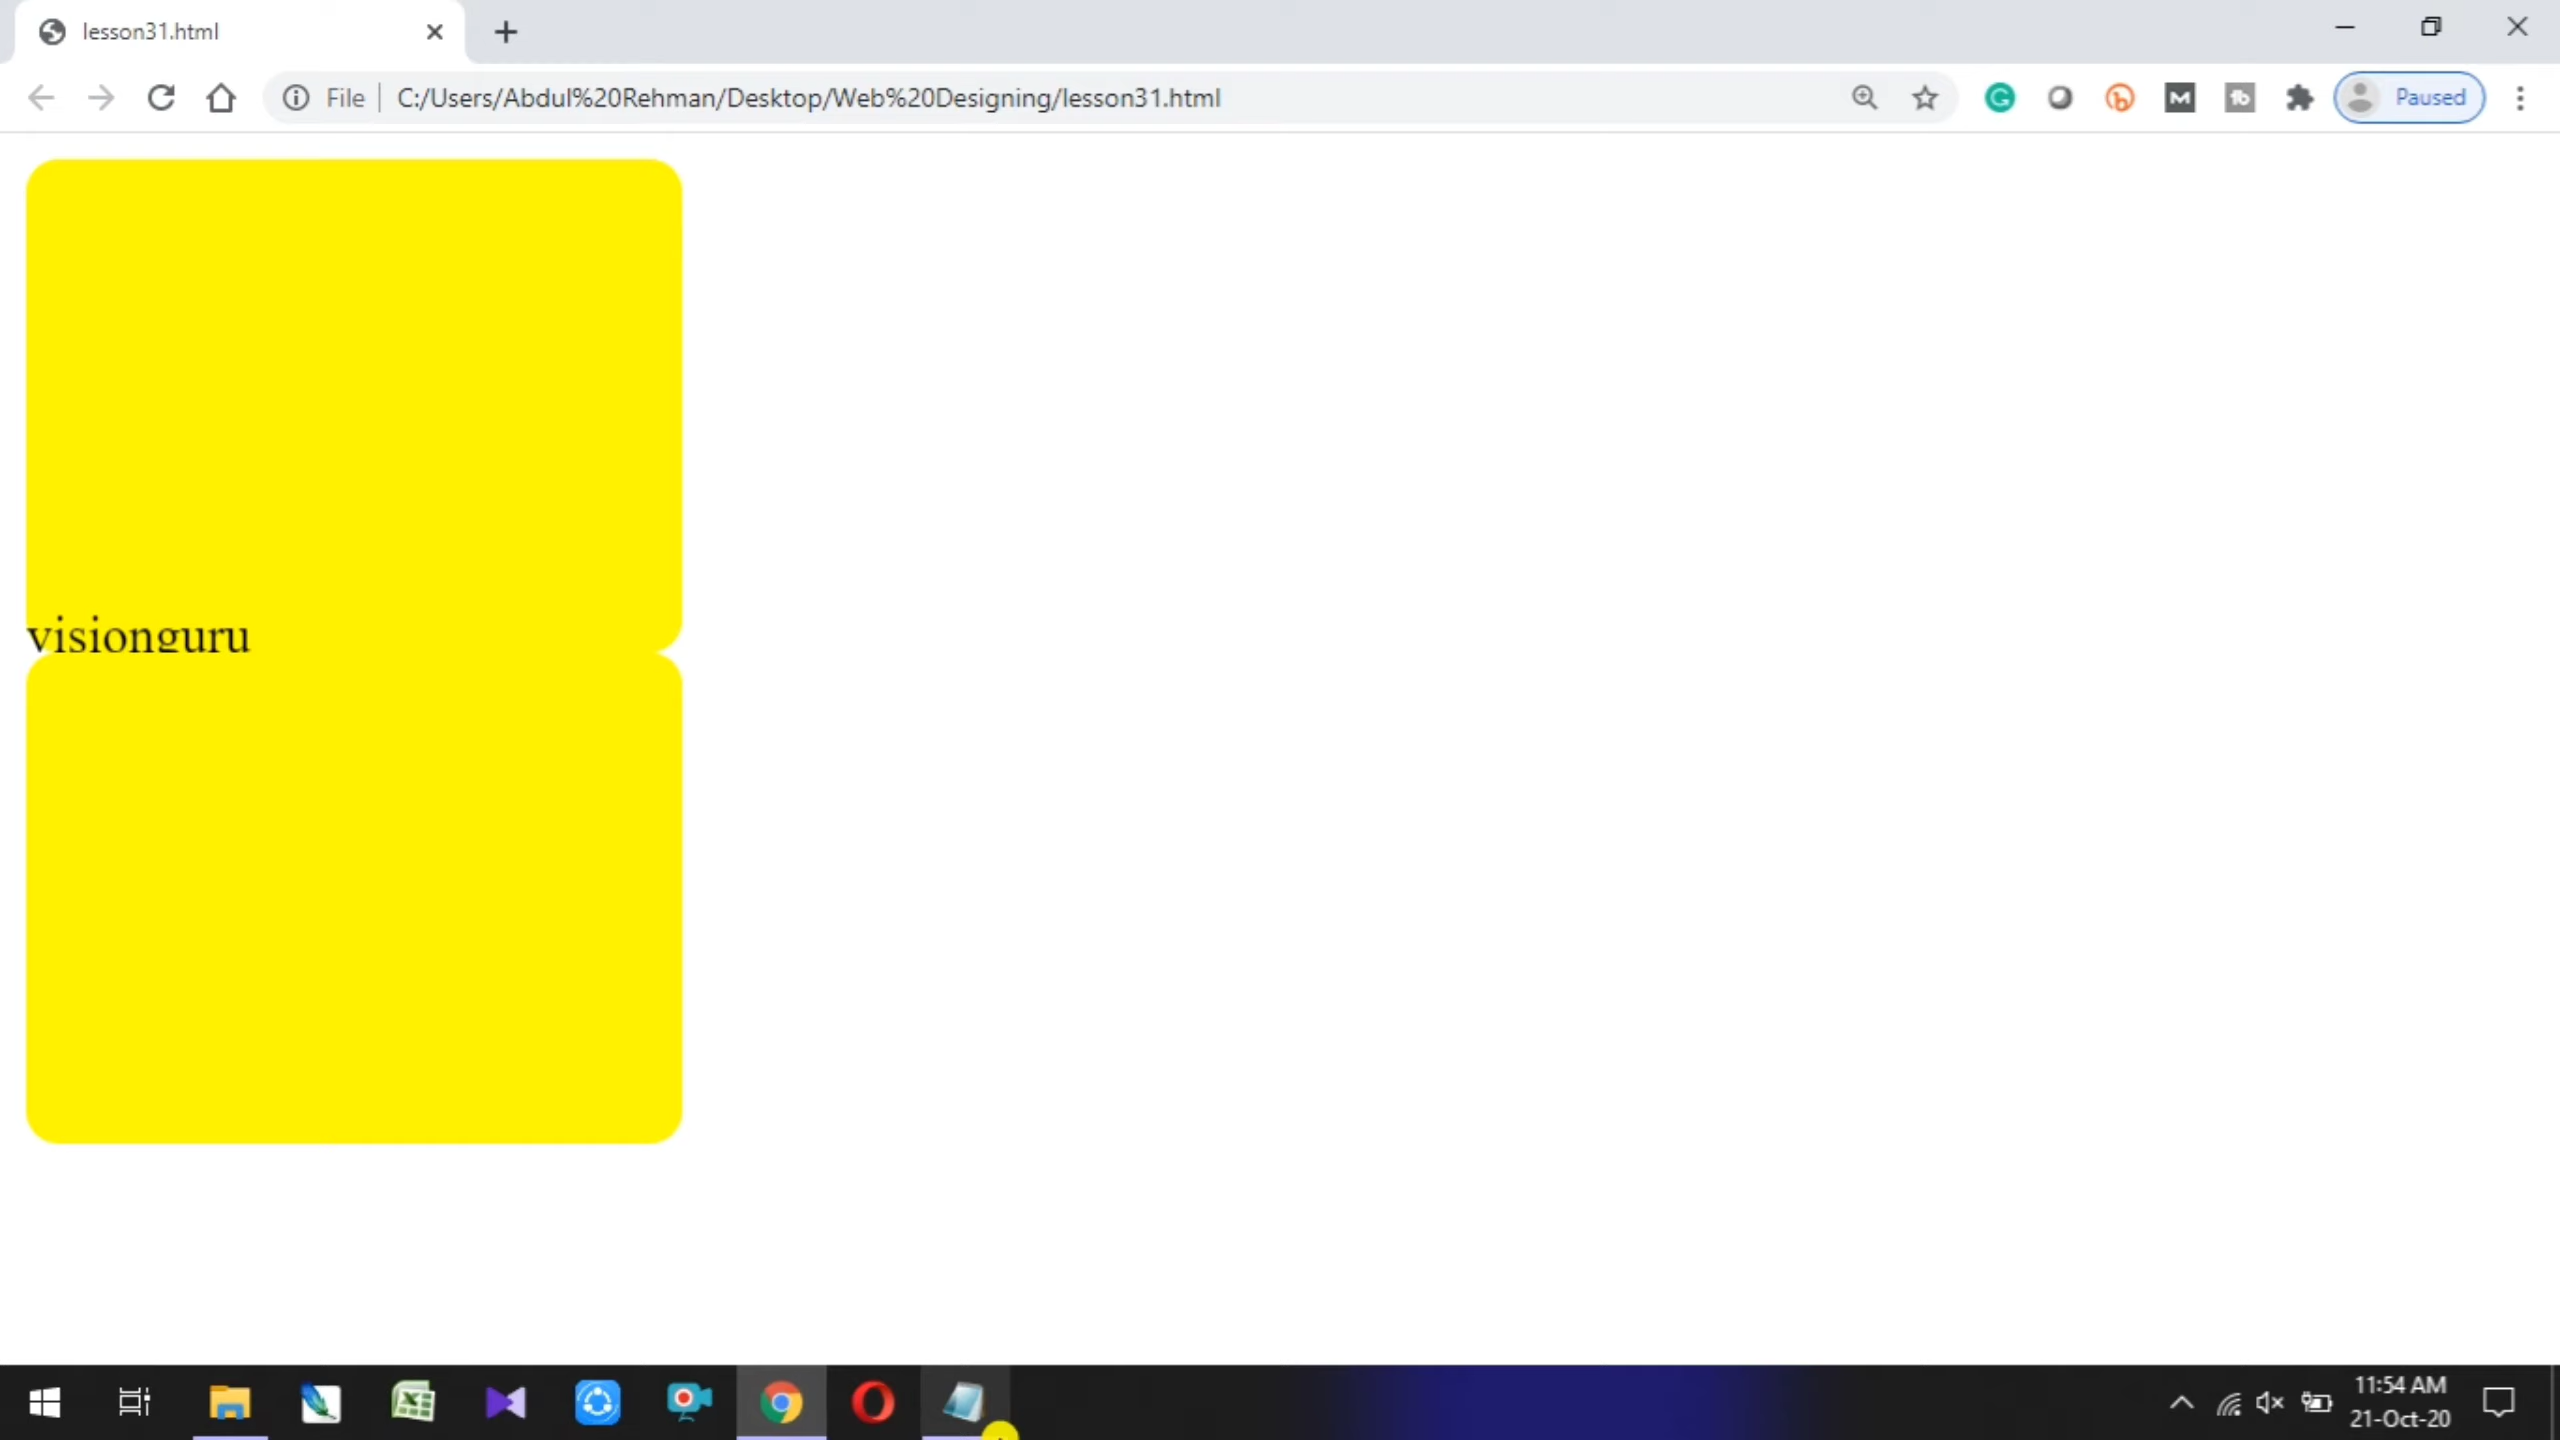 lesson31.html
File C:/Users/Abdul%20Rehman/Desktop/Web%20Designing/lesson31.html
Paused
visionguru
11:54 AM
21-Oct-20